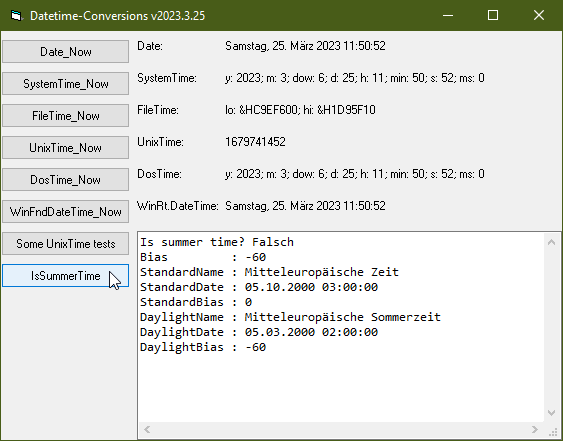 Datetime-Conversions v2023.3.25
Date_Now
Date: Samstag, 25. März 2023 11:50:52
SystemTime_Now
SystemTime: y: 2023; m: 3; dow: 6; d: 25; h: 11; min: 50; s: 52; ms: 0
FileTime_Now
FileTime: lo: &HC9EF600; hi: &H1D95F10
UnixTime_Now
UnixTime: 1679741452
DosTime_Now
DosTime: y: 2023; m: 3; dow: 6; d: 25; h: 11; min: 50; s: 52; ms: 0
WinFndDateTime_Now
WinRt.DateTime: Samstag, 25. März 2023 11:50:52
Some UnixTime tests
IsSummerTime
Is summer time? Falsch
Bias : -60
StandardName : Mitteleuropäische Zeit
StandardDate : 05.10.2000 03:00:00
StandardBias : 0
DaylightName : Mitteleuropäische Sommerzeit
DaylightDate : 05.03.2000 02:00:00
DaylightBias : -60